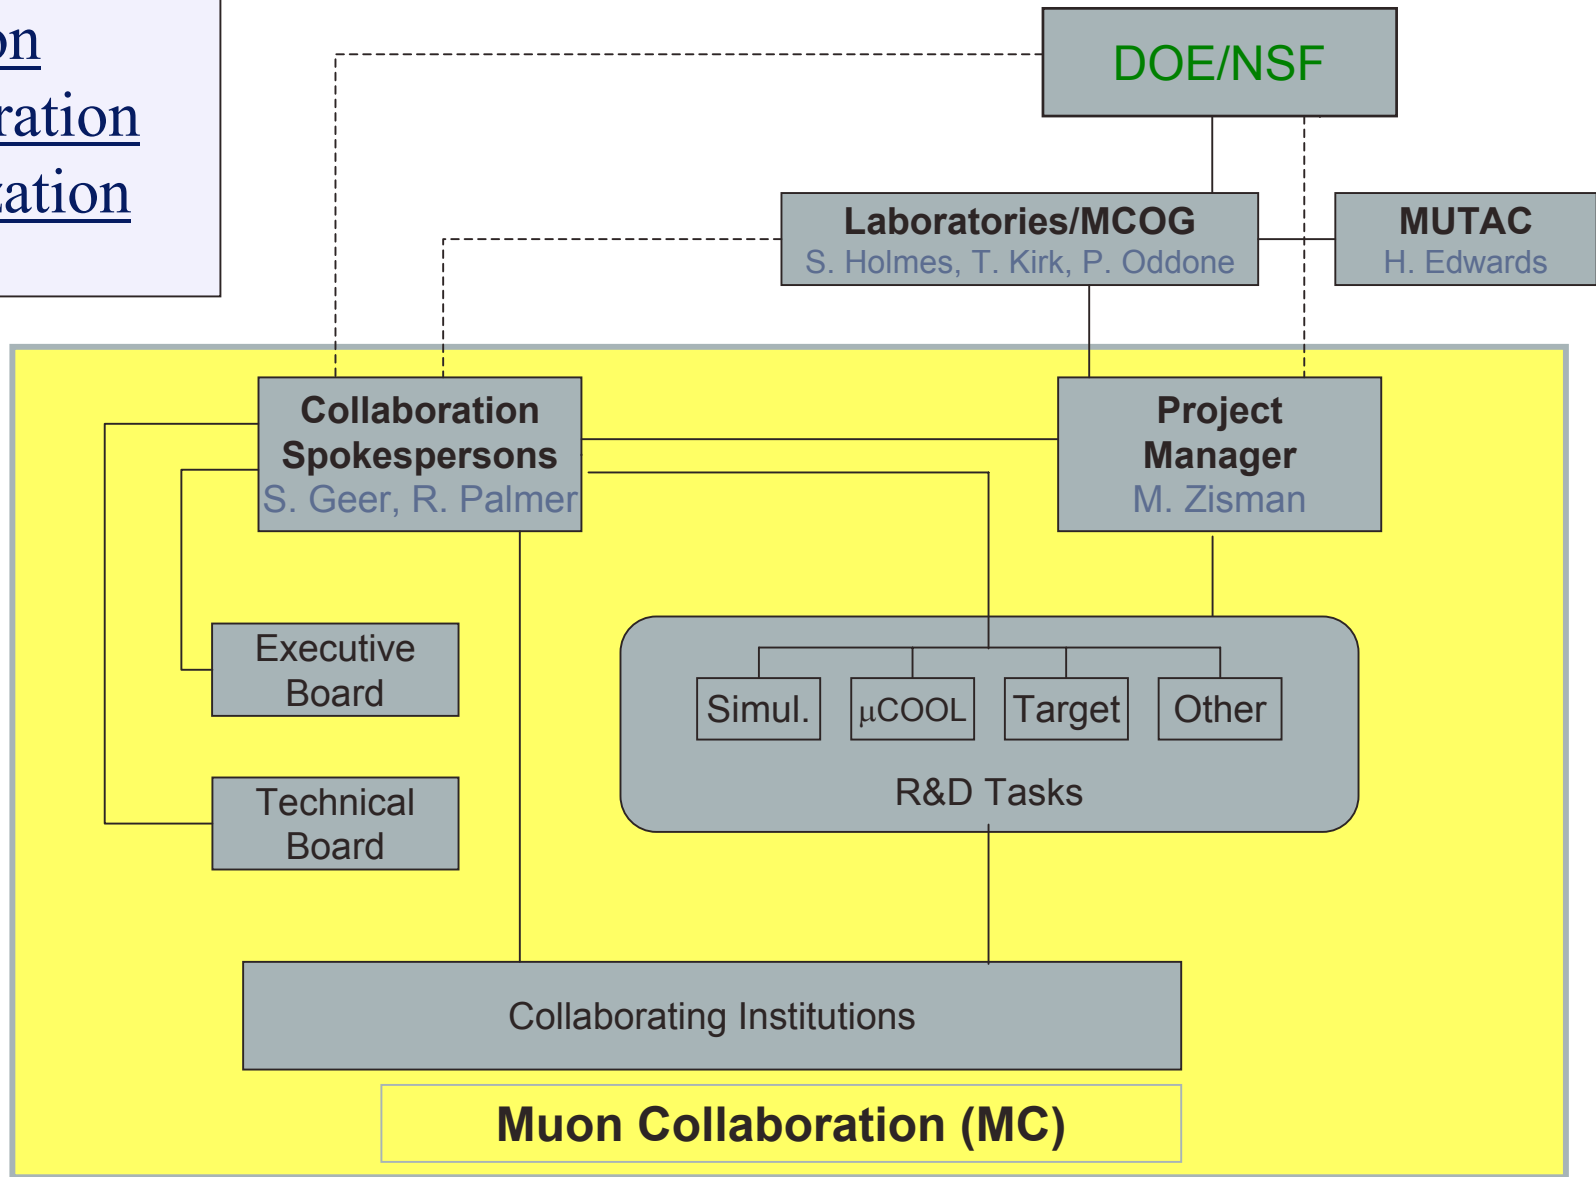 on
ration
zation
DOE/NSF
Laboratories/MCOG
S. Holmes, T. Kirk, P. Oddone
MUTAC
H. Edwards
Collaboration
Spokespersons
S. Geer, R. Palmer
Project
Manager
M. Zisman
Executive
Board
Simul.
μCOOL
Target
Other
R&D Tasks
Technical
Board
Collaborating Institutions
Muon Collaboration (MC)